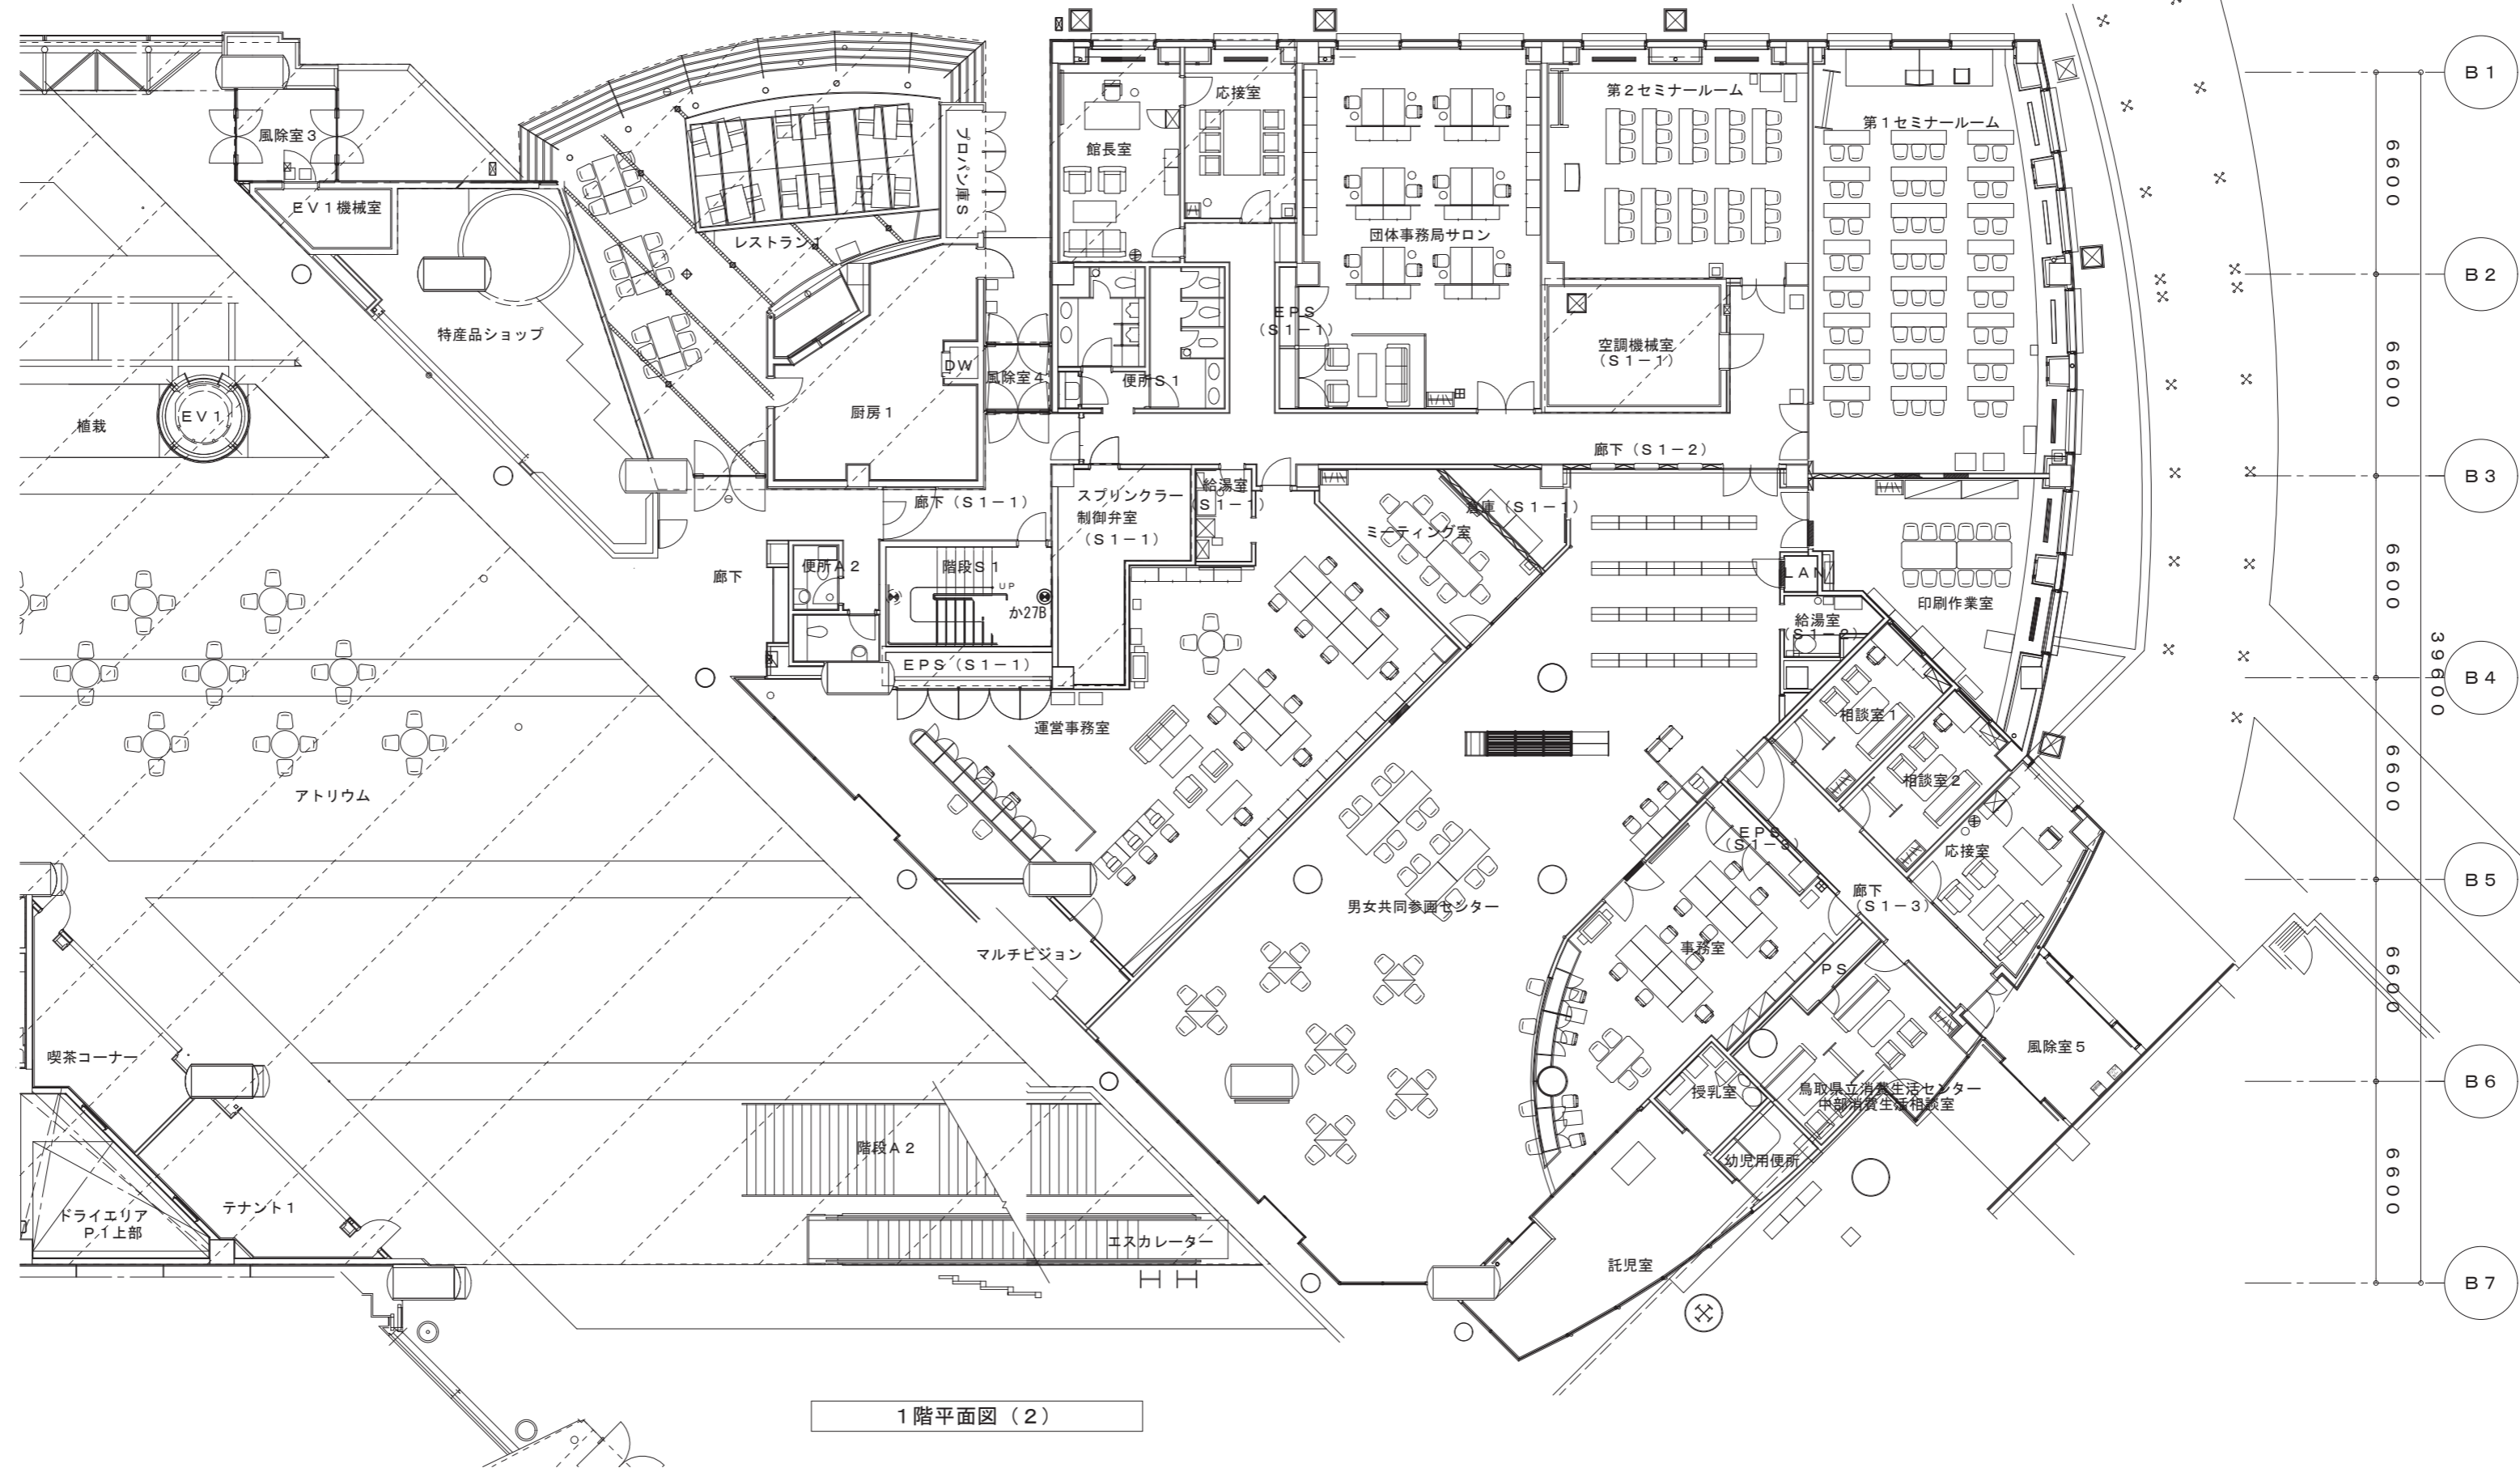 B1
応接室
第2セミナールーム
第1セミナールーム
風除室3
プロパン庫S
館長室
6600
EV1機械室
レストラン1
団体事務局サロン
B2
特産品ショップ
EPS
(S1-1)
空調機械室
(S1-1)
DW
風除室4
便所S1
6600
EV1
植栽
厨房1
廊下(S1-2)
B3
廊下(S1-1)
スプリンクラー
制御弁室
(S1-1)
給湯室
(S1-1)
倉庫(S1-1)
ミーティング室
廊下
便所A2
階段S1
UP
か27B
LAN
印刷作業室
6600
給湯室
(S1-2)
EPS(S1-1)
39600
B4
運営事務室
相談室1
相談室2
アトリウム
6600
EPS
(S1-3)
応接室
B5
廊下
(S1-3)
男女共同参画センター
マルチビジョン
事務室
PS
6600
喫茶コーナー
風除室5
B6
授乳室
鳥取県立消費生活センター
中部消費生活相談室
階段A2
幼児用便所
6600
テナント1
ドライエリア
P1上部
エスカレーター
託児室
B7
1階平面図(2)